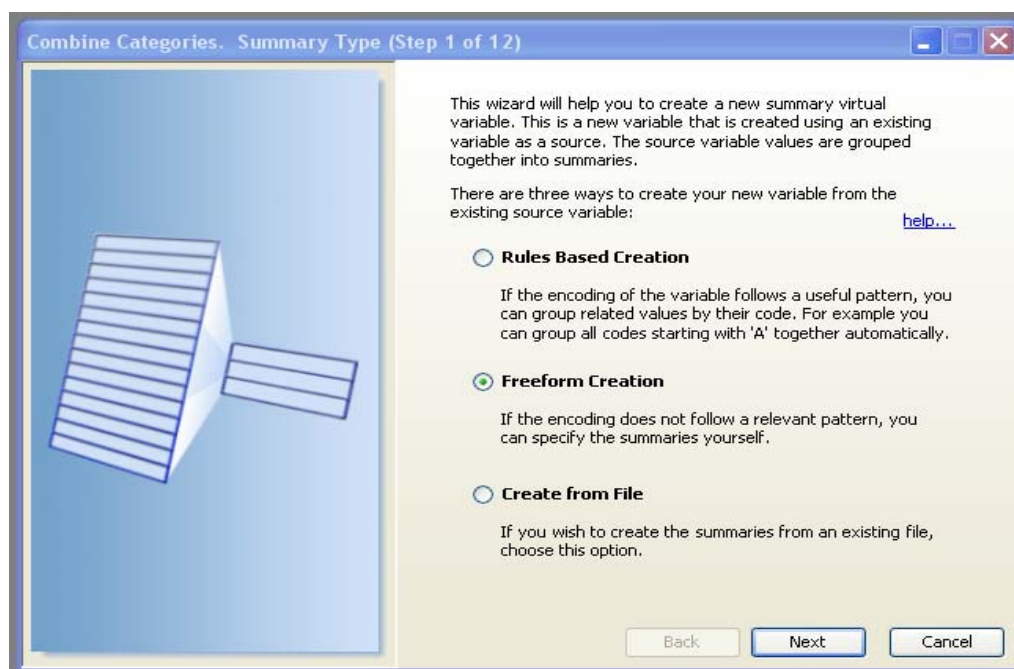 Combine Categories.  Summary Type (Step 1 of 12)
This wizard will help you to create a new summary virtual
variable. This is a new variable that is created using an existing
variable as a source. The source variable values are grouped
together into summaries.
There are three ways to create your new variable from the
existing source variable:
help...
Rules Based Creation
If the encoding of the variable follows a useful pattern, you
can group related values by their code. For example you
can group all codes starting with 'A' together automatically.
Freeform Creation
If the encoding does not follow a relevant pattern, you
can specify the summaries yourself.
Create from File
If you wish to create the summaries from an existing file,
choose this option.
Back Next Cancel